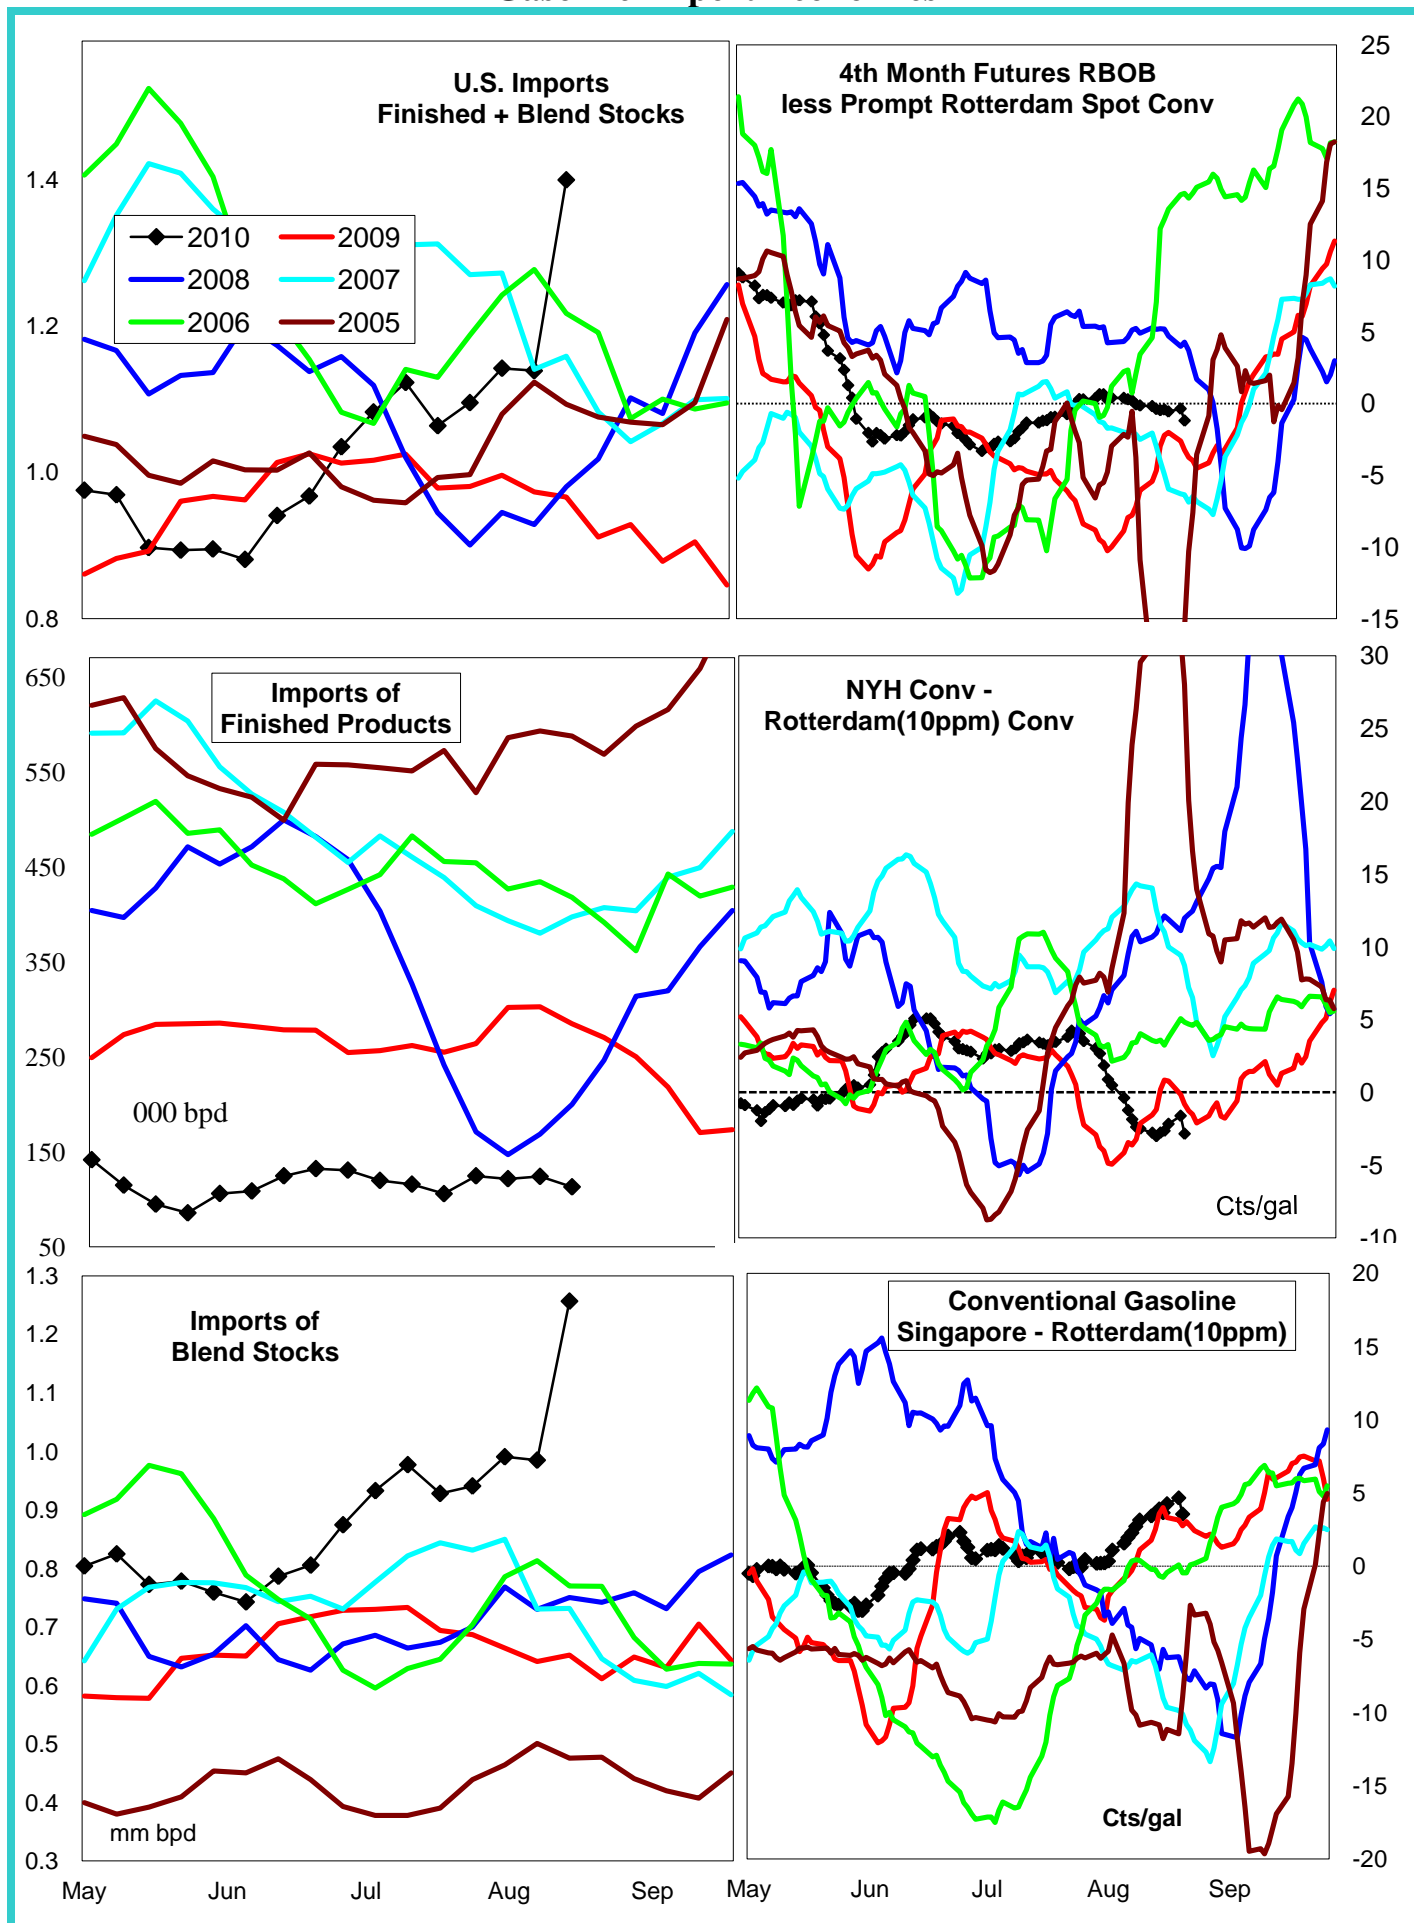 U.S. Imports
Finished + Blend Stocks
1.4
1.2
1.0
0.8
2010
2009
2008
2007
2006
2005
4th Month Futures RBOB
less Prompt Rotterdam Spot Conv
25
20
15
10
5
0
-5
-10
-15
Imports of
Finished Products
650
550
450
350
250
150
50
000 bpd
NYH Conv -
Rotterdam(10ppm) Conv
30
25
20
15
10
5
0
-5
-10
Cts/gal
Imports of
Blend Stocks
1.3
1.2
1.1
1.0
0.9
0.8
0.7
0.6
0.5
0.4
0.3
mm bpd
May
Jun
Jul
Aug
Sep
Conventional Gasoline
Singapore - Rotterdam(10ppm)
20
15
10
5
0
-5
-10
-15
-20
Cts/gal
May
Jun
Jul
Aug
Sep